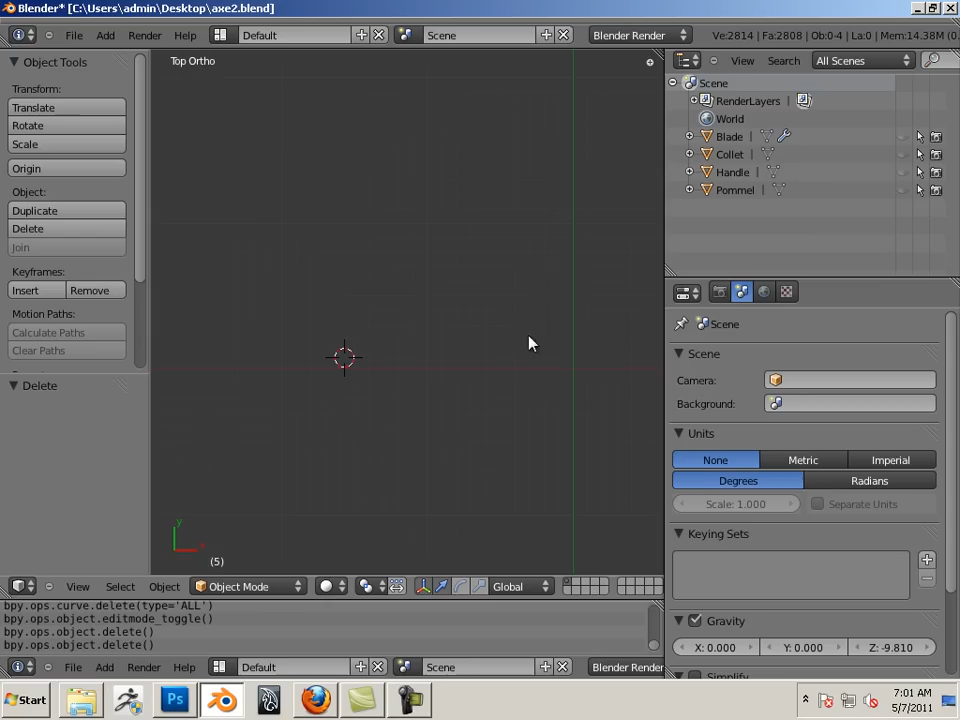 Blender* [C:\Users\admin\Desktop\axe2.blend]
File Add Render Help Default Scene Blender Render Ve:2814 | Fa:2808 | Ob:0-4 | La:0 | Mem:14.38M (0.
Object Tools
Transform:
Translate
Rotate
Scale
Origin
Object:
Duplicate
Delete
Join
Keyframes:
Insert Remove
Motion Paths:
Calculate Paths
Clear Paths
Delete
Top Ortho
y
x
(5)
View Select Object Object Mode Global
bpy.ops.curve.delete(type='ALL')
bpy.ops.object.editmode_toggle()
bpy.ops.object.delete()
bpy.ops.object.delete()
File Add Render Help Default Scene Blender Render
View Search All Scenes
Scene
RenderLayers |
World
Blade |
Collet |
Handle |
Pommel |
Scene
Scene
Camera:
Background:
Units
None Metric Imperial
Degrees Radians
Scale: 1.000 Separate Units
Keying Sets
Gravity
X: 0.000 Y: 0.000 Z: -9.810
Simplify
Start Ps 7:01 AM
5/7/2011